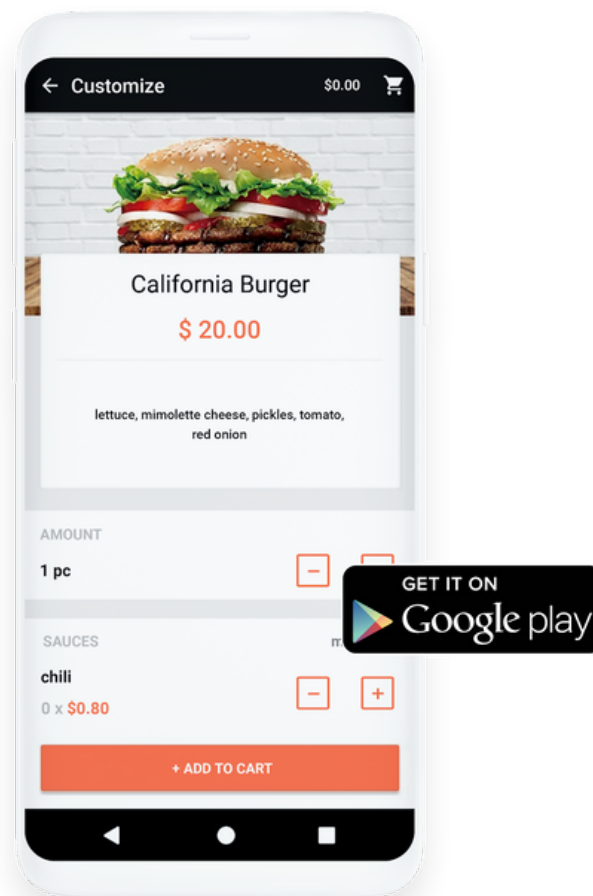 Customize
$0.00
California Burger
$ 20.00
lettuce, mimolette cheese, pickles, tomato,
red onion
AMOUNT
1 pc
GET IT ON
Google play
SAUCES
chili
0 x $0.80
+ ADD TO CART